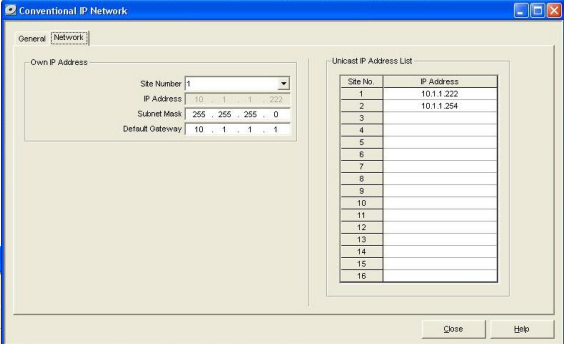 Conventional IP Network
General Network
Own IP Address
Site Number 1
IP Address 10 . 1 . 1 . 222
Subnet Mask 255 . 255 . 255 . 0
Default Gateway 10 . 1 . 1 . 1
Unicast IP Address List
Site No. IP Address
1 10.1.1.222
2 10.1.1.254
3
4
5
6
7
8
9
10
11
12
13
14
15
16
Close Help